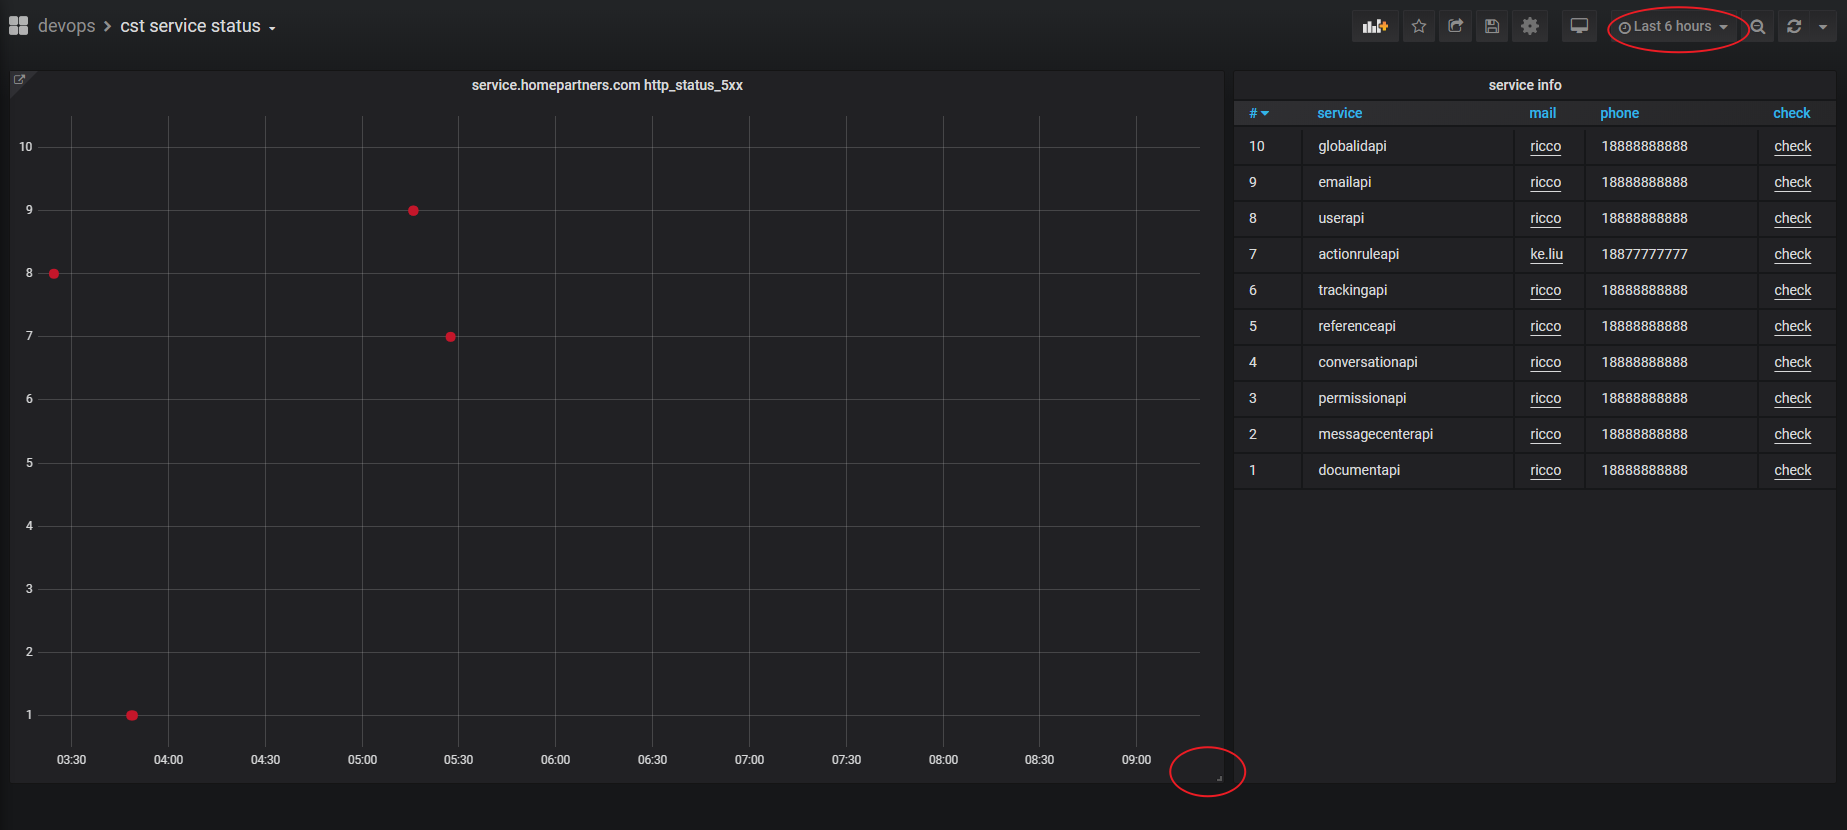 devops > cst service status
Last 6 hours
service.homepartners.com http_status_5xx
10
9
8
7
6
5
4
3
2
1
03:30 04:00 04:30 05:00 05:30 06:00 06:30 07:00 07:30 08:00 08:30 09:00
service info
# service mail phone check
10 globalidapi ricco 18888888888 check
9 emailapi ricco 18888888888 check
8 userapi ricco 18888888888 check
7 actionruleapi ke.liu 18877777777 check
6 trackingapi ricco 18888888888 check
5 referenceapi ricco 18888888888 check
4 conversationapi ricco 18888888888 check
3 permissionapi ricco 18888888888 check
2 messagecenterapi ricco 18888888888 check
1 documentapi ricco 18888888888 check